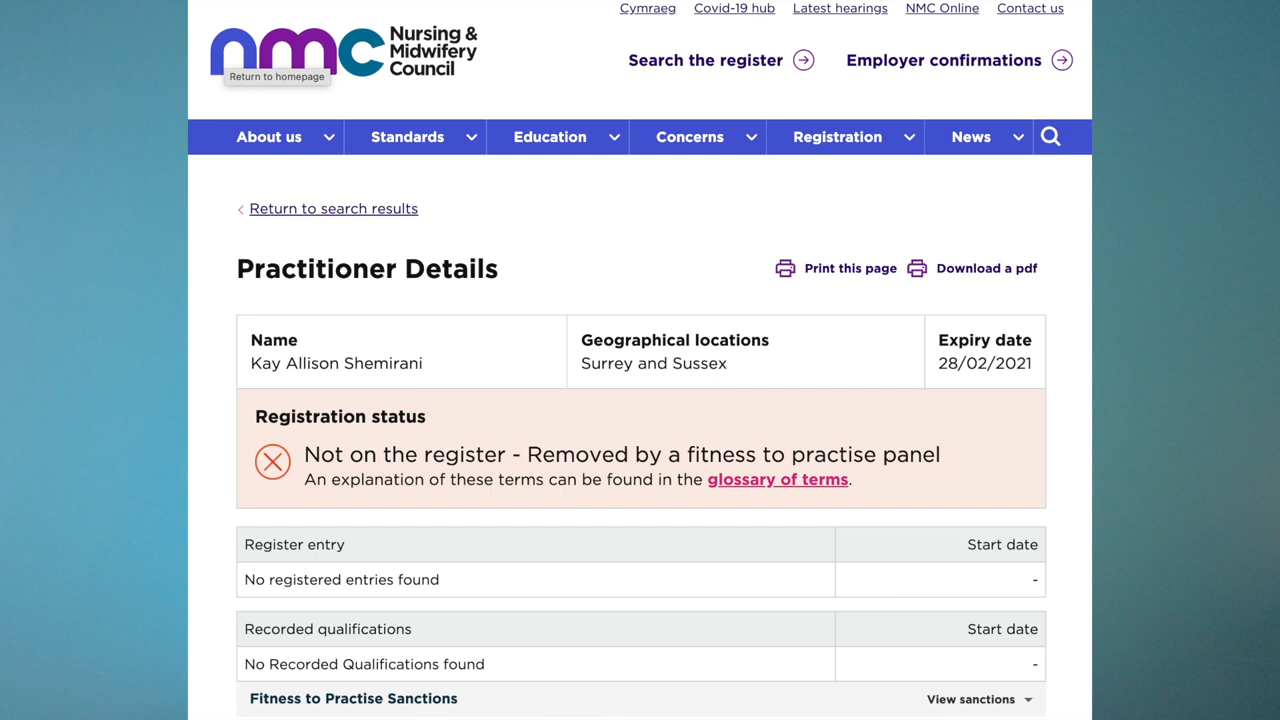 Cymraeg Covid-19 hub Latest hearings NMC Online Contact us
nmc Nursing &
Midwifery
Council
Return to homepage
Search the register Employer confirmations
About us Standards Education Concerns Registration News
Return to search results
Practitioner Details
Print this page Download a pdf
Name Geographical locations Expiry date
Kay Allison Shemirani Surrey and Sussex 28/02/2021
Registration status
Not on the register - Removed by a fitness to practise panel
An explanation of these terms can be found in the glossary of terms.
Register entry Start date
No registered entries found -
Recorded qualifications Start date
No Recorded Qualifications found -
Fitness to Practise Sanctions View sanctions